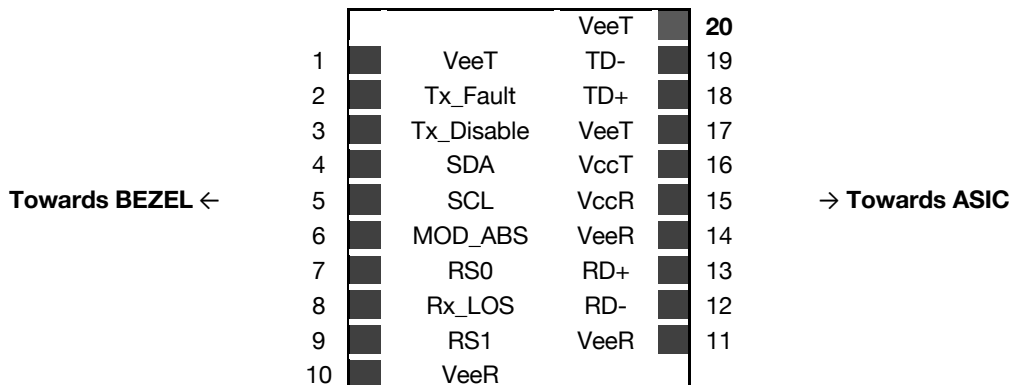 VeeT 20
1 VeeT TD- 19
2 Tx_Fault TD+ 18
3 Tx_Disable VeeT 17
4 SDA VccT 16
Towards BEZEL ← 5 SCL VccR 15 → Towards ASIC
6 MOD_ABS VeeR 14
7 RS0 RD+ 13
8 Rx_LOS RD- 12
9 RS1 VeeR 11
10 VeeR